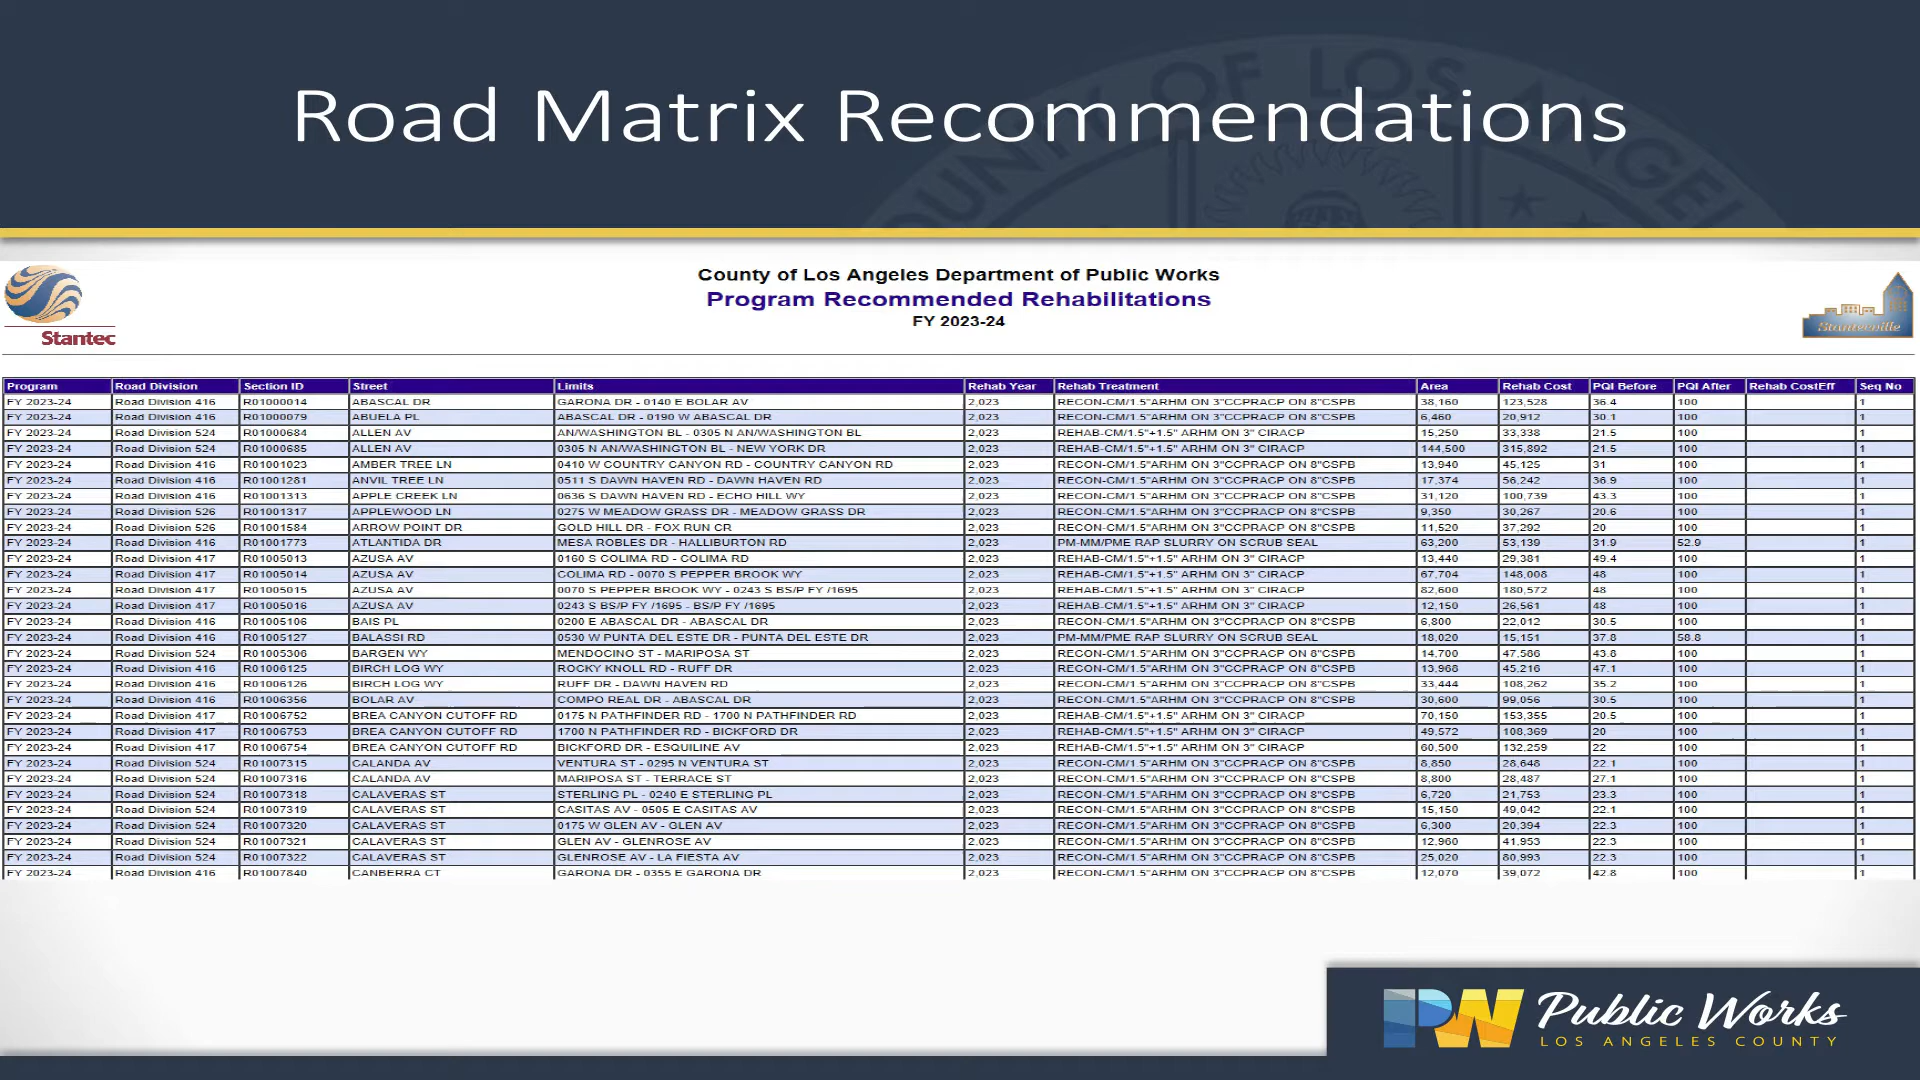 Road Matrix Recommendations
County of Los Angeles Department of Public Works
Program Recommended Rehabilitations
FY 2023-24
Stantec
Stanteeville
Program Road Division Section ID Street Limits Rehab Year Rehab Treatment Area Rehab Cost PQI Before PQI After Rehab CostEff Seq No
FY 2023-24 Road Division 416 R01000014 ABASCAL DR GARONA DR - 0140 E BOLAR AV 2,023 RECON-CM/1.5"ARHM ON 3"CCPRACP ON 8"CSPB 38,160 123,528 36.4 100 1
FY 2023-24 Road Division 416 R01000079 ABUELA PL ABASCAL DR - 0190 W ABASCAL DR 2,023 RECON-CM/1.5"ARHM ON 3"CCPRACP ON 8"CSPB 6,460 20,912 30.1 100 1
FY 2023-24 Road Division 524 R01000684 ALLEN AV AN/WASHINGTON BL - 0305 N AN/WASHINGTON BL 2,023 REHAB-CM/1.5"+1.5" ARHM ON 3" CIRACP 15,250 33,338 21.5 100 1
FY 2023-24 Road Division 524 R01000685 ALLEN AV 0305 N AN/WASHINGTON BL - NEW YORK DR 2,023 REHAB-CM/1.5"+1.5" ARHM ON 3" CIRACP 144,500 315,892 21.5 100 1
FY 2023-24 Road Division 416 R01001023 AMBER TREE LN 0410 W COUNTRY CANYON RD - COUNTRY CANYON RD 2,023 RECON-CM/1.5"ARHM ON 3"CCPRACP ON 8"CSPB 13,940 45,125 31 100 1
FY 2023-24 Road Division 416 R01001281 ANVIL TREE LN 0511 S DAWN HAVEN RD - DAWN HAVEN RD 2,023 RECON-CM/1.5"ARHM ON 3"CCPRACP ON 8"CSPB 17,374 56,242 36.9 100 1
FY 2023-24 Road Division 416 R01001313 APPLE CREEK LN 0636 S DAWN HAVEN RD - ECHO HILL WY 2,023 RECON-CM/1.5"ARHM ON 3"CCPRACP ON 8"CSPB 31,120 100,739 43.3 100 1
FY 2023-24 Road Division 526 R01001317 APPLEWOOD LN 0275 W MEADOW GRASS DR - MEADOW GRASS DR 2,023 RECON-CM/1.5"ARHM ON 3"CCPRACP ON 8"CSPB 9,350 30,267 20.6 100 1
FY 2023-24 Road Division 526 R01001584 ARROW POINT DR GOLD HILL DR - FOX RUN CR 2,023 RECON-CM/1.5"ARHM ON 3"CCPRACP ON 8"CSPB 11,520 37,292 20 100 1
FY 2023-24 Road Division 416 R01001773 ATLANTIDA DR MESA ROBLES DR - HALLIBURTON RD 2,023 PM-MM/PME RAP SLURRY ON SCRUB SEAL 63,200 53,139 31.9 52.9 1
FY 2023-24 Road Division 417 R01005013 AZUSA AV 0160 S COLIMA RD - COLIMA RD 2,023 REHAB-CM/1.5"+1.5" ARHM ON 3" CIRACP 13,440 29,381 49.4 100 1
FY 2023-24 Road Division 417 R01005014 AZUSA AV COLIMA RD - 0070 S PEPPER BROOK WY 2,023 REHAB-CM/1.5"+1.5" ARHM ON 3" CIRACP 67,704 148,008 48 100 1
FY 2023-24 Road Division 417 R01005015 AZUSA AV 0070 S PEPPER BROOK WY - 0243 S BS/P FY /1695 2,023 REHAB-CM/1.5"+1.5" ARHM ON 3" CIRACP 82,600 180,572 48 100 1
FY 2023-24 Road Division 417 R01005016 AZUSA AV 0243 S BS/P FY /1695 - BS/P FY /1695 2,023 REHAB-CM/1.5"+1.5" ARHM ON 3" CIRACP 12,150 26,561 48 100 1
FY 2023-24 Road Division 416 R01005106 BAIS PL 0200 E ABASCAL DR - ABASCAL DR 2,023 RECON-CM/1.5"ARHM ON 3"CCPRACP ON 8"CSPB 6,800 22,012 30.5 100 1
FY 2023-24 Road Division 416 R01005127 BALASSI RD 0530 W PUNTA DEL ESTE DR - PUNTA DEL ESTE DR 2,023 PM-MM/PME RAP SLURRY ON SCRUB SEAL 18,020 15,151 37.8 58.8 1
FY 2023-24 Road Division 524 R01005306 BARGEN WY MENDOCINO ST - MARIPOSA ST 2,023 RECON-CM/1.5"ARHM ON 3"CCPRACP ON 8"CSPB 14,700 47,586 43.8 100 1
FY 2023-24 Road Division 416 R01006125 BIRCH LOG WY ROCKY KNOLL RD - RUFF DR 2,023 RECON-CM/1.5"ARHM ON 3"CCPRACP ON 8"CSPB 13,968 45,216 47.1 100 1
FY 2023-24 Road Division 416 R01006126 BIRCH LOG WY RUFF DR - DAWN HAVEN RD 2,023 RECON-CM/1.5"ARHM ON 3"CCPRACP ON 8"CSPB 33,444 108,262 35.2 100 1
FY 2023-24 Road Division 416 R01006356 BOLAR AV COMPO REAL DR - ABASCAL DR 2,023 RECON-CM/1.5"ARHM ON 3"CCPRACP ON 8"CSPB 30,600 99,056 30.5 100 1
FY 2023-24 Road Division 417 R01006752 BREA CANYON CUTOFF RD 0175 N PATHFINDER RD - 1700 N PATHFINDER RD 2,023 REHAB-CM/1.5"+1.5" ARHM ON 3" CIRACP 70,150 153,355 20.5 100 1
FY 2023-24 Road Division 417 R01006753 BREA CANYON CUTOFF RD 1700 N PATHFINDER RD - BICKFORD DR 2,023 REHAB-CM/1.5"+1.5" ARHM ON 3" CIRACP 49,572 108,369 20 100 1
FY 2023-24 Road Division 417 R01006754 BREA CANYON CUTOFF RD BICKFORD DR - ESQUILINE AV 2,023 REHAB-CM/1.5"+1.5" ARHM ON 3" CIRACP 60,500 132,259 22 100 1
FY 2023-24 Road Division 524 R01007315 CALANDA AV VENTURA ST - 0295 N VENTURA ST 2,023 RECON-CM/1.5"ARHM ON 3"CCPRACP ON 8"CSPB 8,850 28,648 22.1 100 1
FY 2023-24 Road Division 524 R01007316 CALANDA AV MARIPOSA ST - TERRACE ST 2,023 RECON-CM/1.5"ARHM ON 3"CCPRACP ON 8"CSPB 8,800 28,487 27.1 100 1
FY 2023-24 Road Division 524 R01007318 CALAVERAS ST STERLING PL - 0240 E STERLING PL 2,023 RECON-CM/1.5"ARHM ON 3"CCPRACP ON 8"CSPB 6,720 21,753 23.3 100 1
FY 2023-24 Road Division 524 R01007319 CALAVERAS ST CASITAS AV - 0505 E CASITAS AV 2,023 RECON-CM/1.5"ARHM ON 3"CCPRACP ON 8"CSPB 15,150 49,042 22.1 100 1
FY 2023-24 Road Division 524 R01007320 CALAVERAS ST 0175 W GLEN AV - GLEN AV 2,023 RECON-CM/1.5"ARHM ON 3"CCPRACP ON 8"CSPB 6,300 20,394 22.3 100 1
FY 2023-24 Road Division 524 R01007321 CALAVERAS ST GLEN AV - GLENROSE AV 2,023 RECON-CM/1.5"ARHM ON 3"CCPRACP ON 8"CSPB 12,960 41,953 22.3 100 1
FY 2023-24 Road Division 524 R01007322 CALAVERAS ST GLENROSE AV - LA FIESTA AV 2,023 RECON-CM/1.5"ARHM ON 3"CCPRACP ON 8"CSPB 25,020 80,993 22.3 100 1
FY 2023-24 Road Division 416 R01007840 CANBERRA CT GARONA DR - 0355 E GARONA DR 2,023 RECON-CM/1.5"ARHM ON 3"CCPRACP ON 8"CSPB 12,070 39,072 42.8 100 1
PW Public Works
LOS ANGELES COUNTY